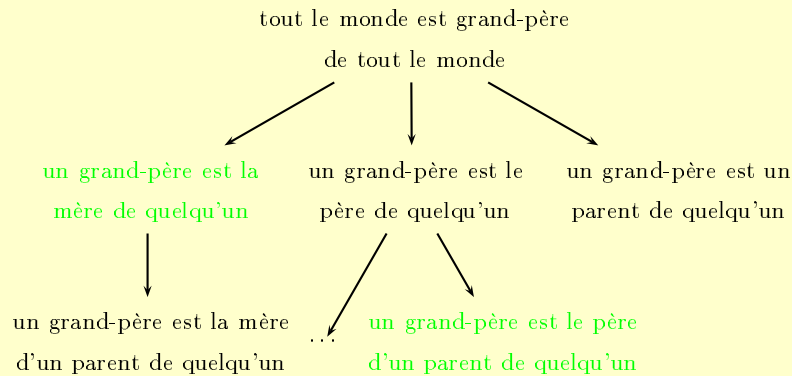 tout le monde est grand-père
de tout le monde
un grand-père est la
mère de quelqu'un
un grand-père est le
père de quelqu'un
un grand-père est un
parent de quelqu'un
un grand-père est la mère
d'un parent de quelqu'un
...
un grand-père est le père
d'un parent de quelqu'un